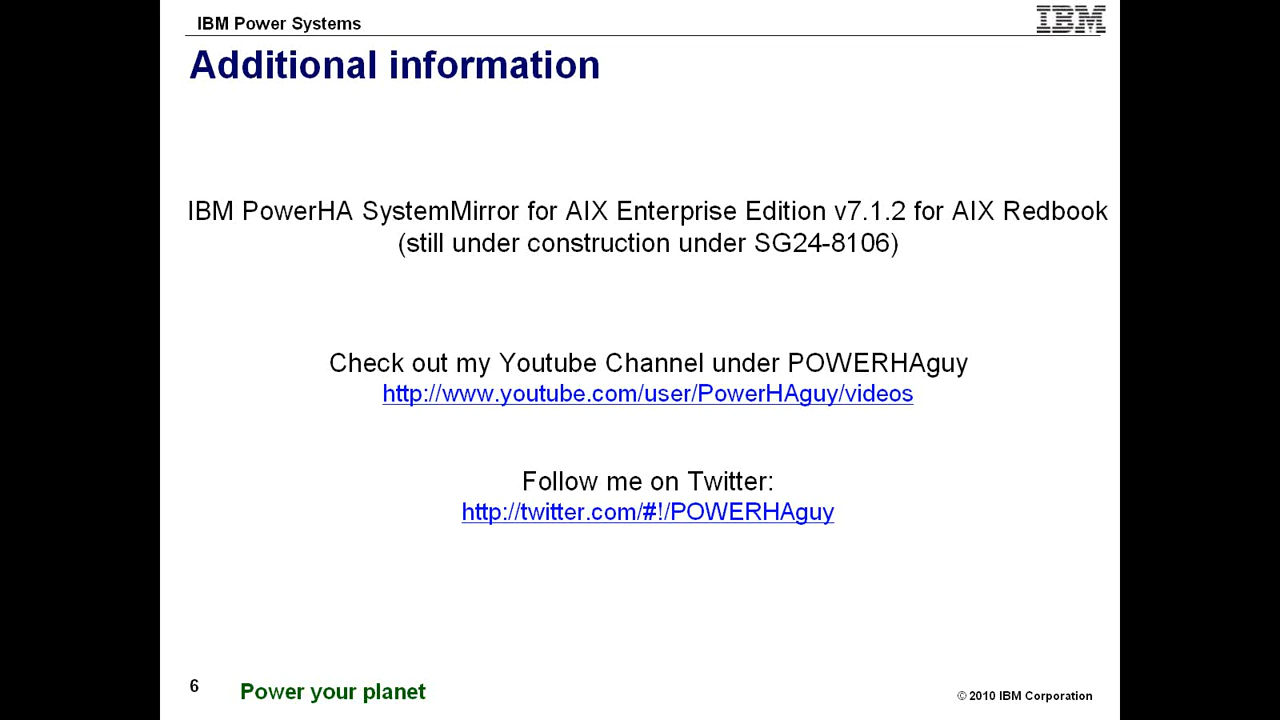 IBM Power Systems
IBM
Additional information
IBM PowerHA SystemMirror for AIX Enterprise Edition v7.1.2 for AIX Redbook
(still under construction under SG24-8106)
Check out my Youtube Channel under POWERHAguy
http://www.youtube.com/user/PowerHAguy/videos
Follow me on Twitter:
http://twitter.com/#!/POWERHAguy
6
Power your planet
© 2010 IBM Corporation